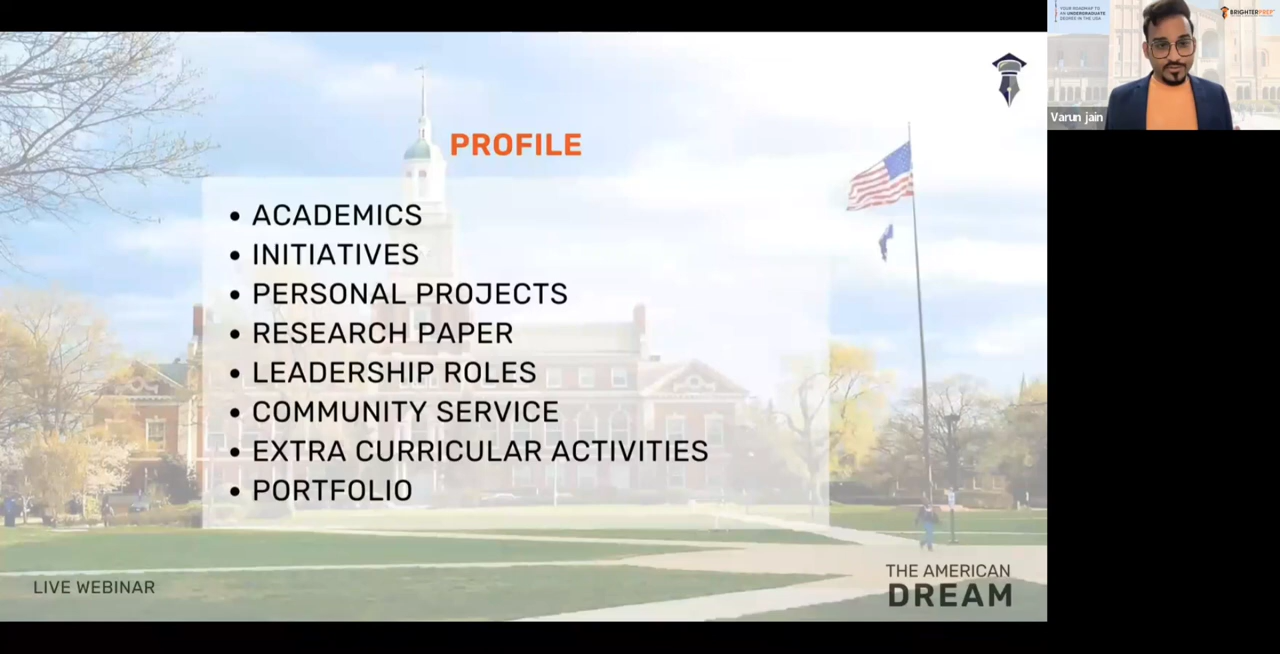 PROFILE
• ACADEMICS
• INITIATIVES
• PERSONAL PROJECTS
• RESEARCH PAPER
• LEADERSHIP ROLES
• COMMUNITY SERVICE
• EXTRA CURRICULAR ACTIVITIES
• PORTFOLIO
LIVE WEBINAR
THE AMERICAN
DREAM
YOUR ROADMAP TO
AN UNDERGRADUATE
DEGREE IN THE USA
BRIGHTERPREP
Varun jain